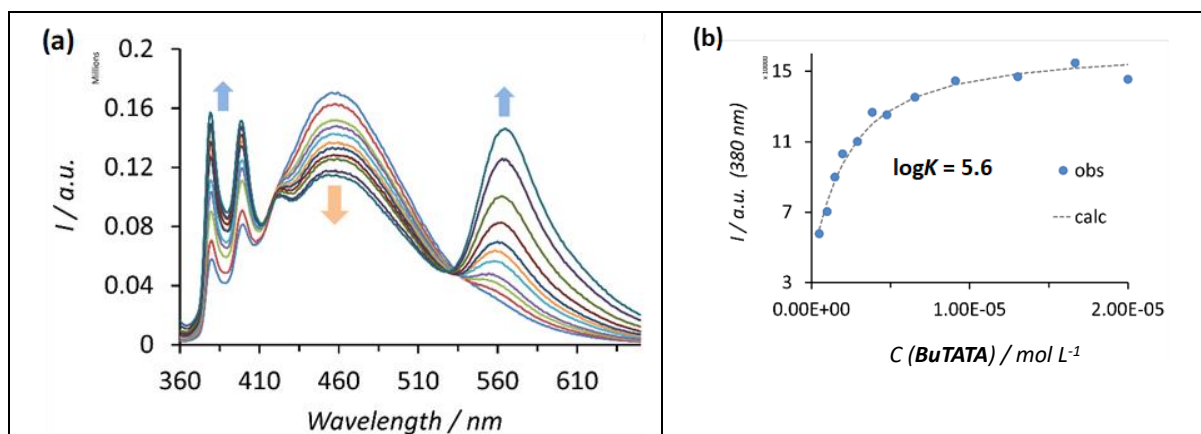 (a)
Millions
0.2
0.16
0.12
0.08
0.04
0
I / a.u.
360 410 460 510 560 610
Wavelength / nm
(b)
x 10000
15
11
7
3
I / a.u. (380 nm)
logK = 5.6
obs
calc
0.00E+00 1.00E-05 2.00E-05
C (BuTATA) / mol L-1